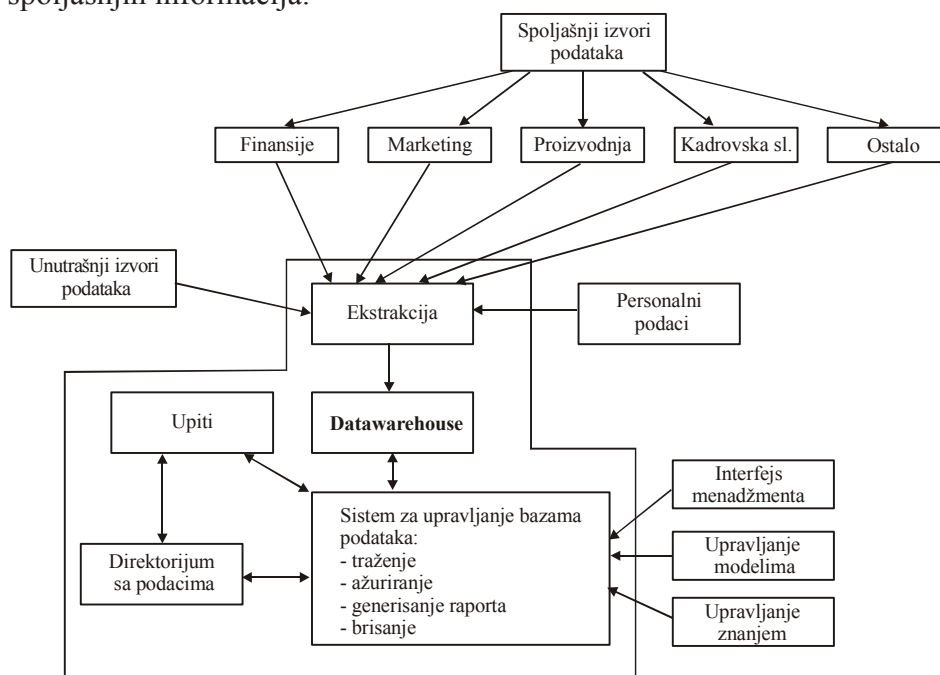 spoljašnjih informacija.
Spoljašnji izvori
podataka
Finansije
Marketing
Proizvodnja
Kadrovska sl.
Ostalo
Unutrašnji izvori
podataka
Ekstrakcija
Personalni
podaci
Upiti
Datawarehouse
Interfejs
menadžmenta
Sistem za upravljanje bazama
podataka:
- traženje
- ažuriranje
- generisanje raporta
- brisanje
Direktorijum
sa podacima
Upravljanje
modelima
Upravljanje
znanjem